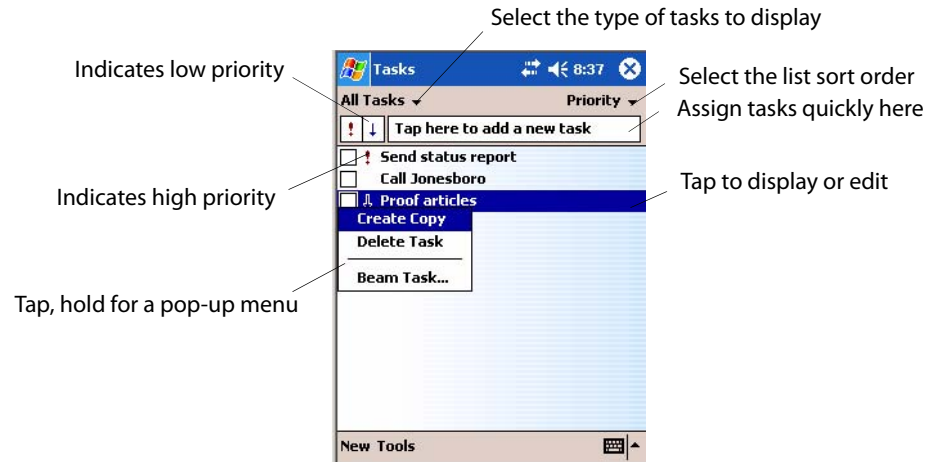 Select the type of tasks to display
Indicates low priority
Tasks 8:37
Select the list sort order
All Tasks Priority
Assign tasks quickly here
Tap here to add a new task
Send status report
Call Jonesboro
Indicates high priority
Proof articles
Tap to display or edit
Create Copy
Delete Task
Beam Task...
Tap, hold for a pop-up menu
New Tools